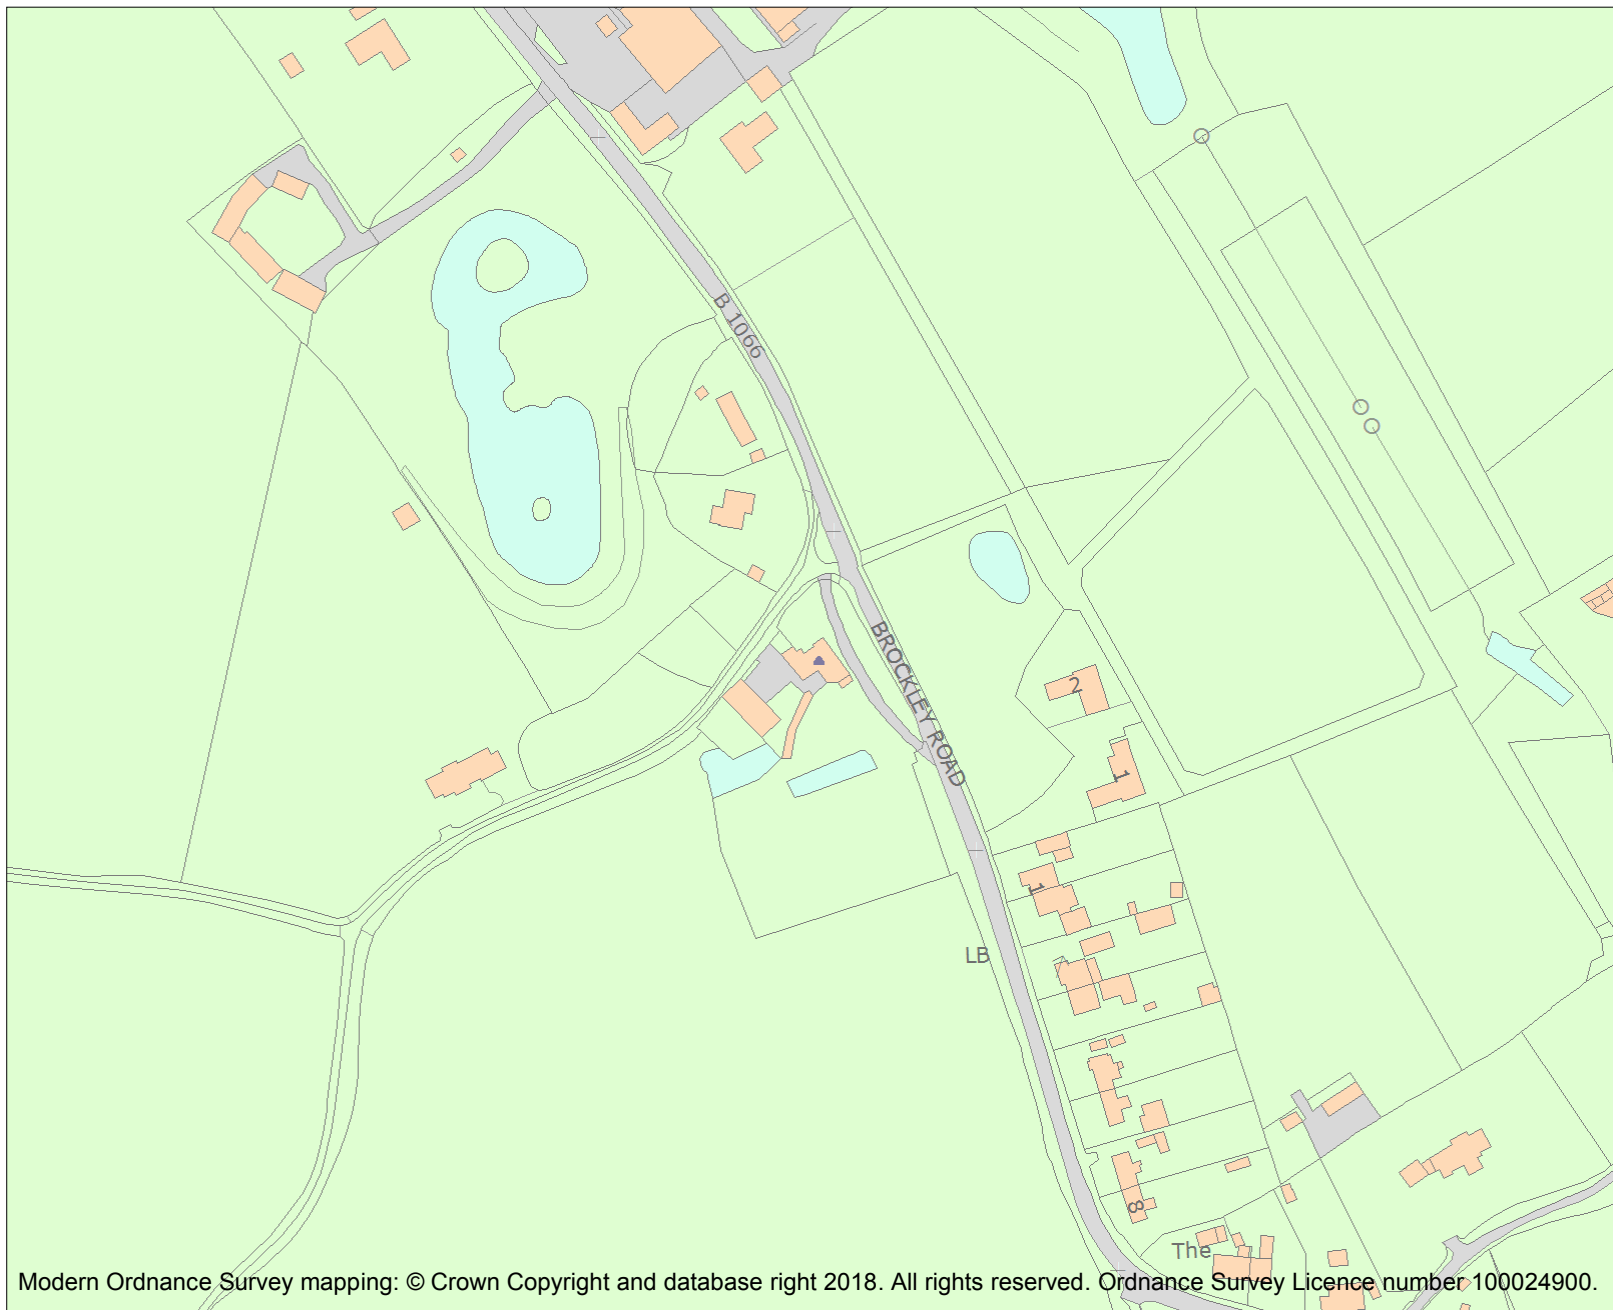 B 1066
BROCKLEY ROAD
2
1
1
LB
8
The
Modern Ordnance Survey mapping: © Crown Copyright and database right 2018. All rights reserved. Ordnance Survey Licence number 100024900.